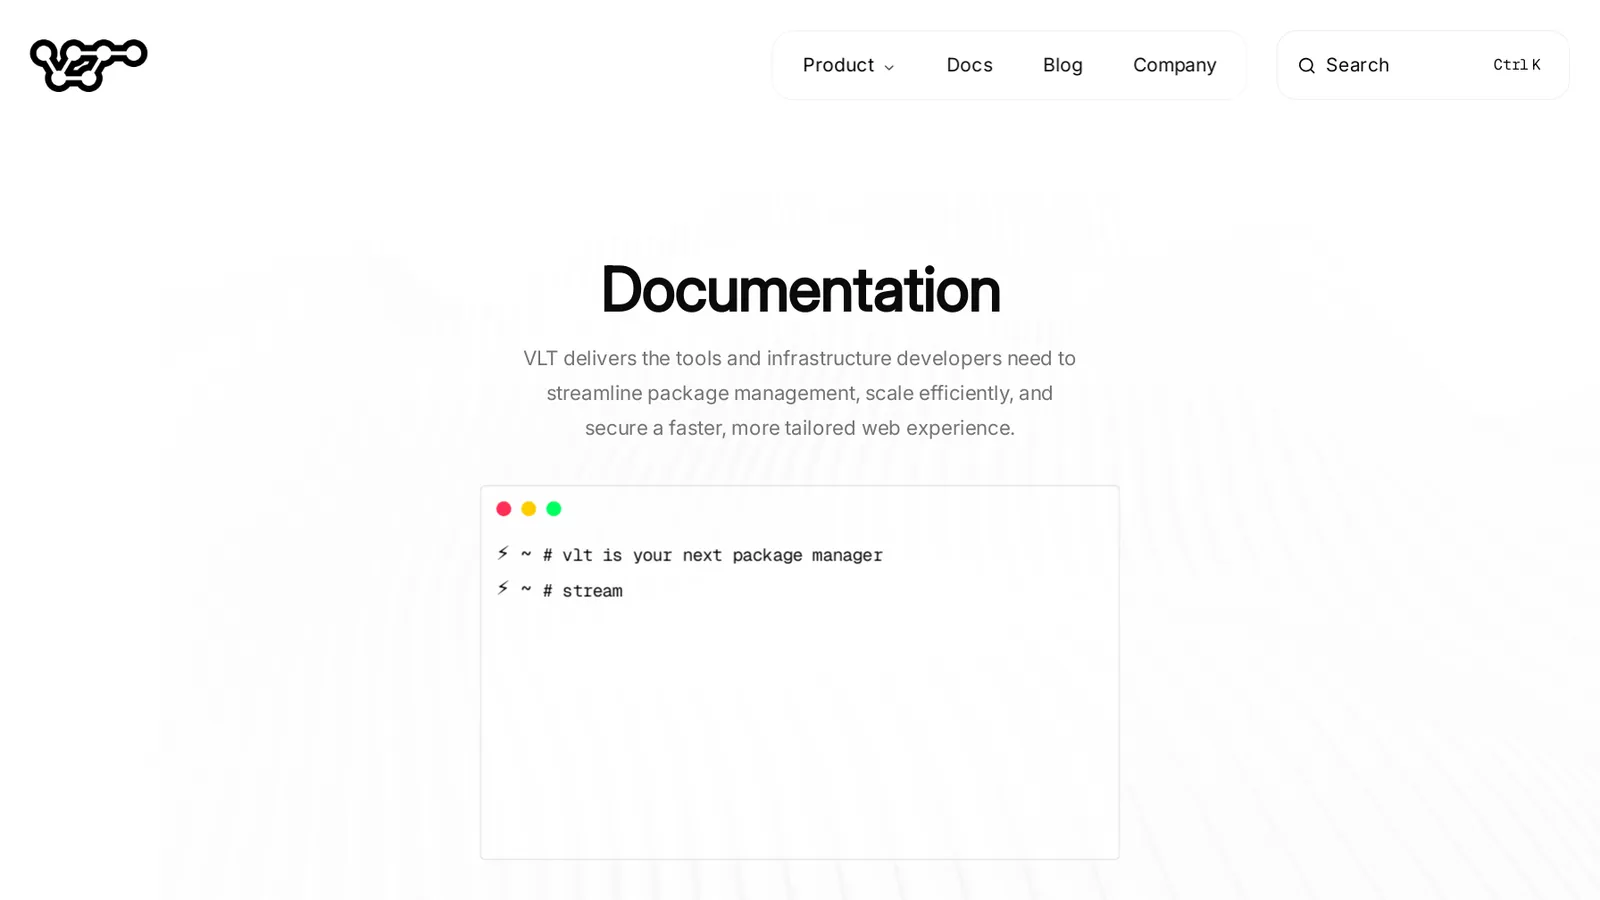 Product
Docs
Blog
Company
Search
Ctrl K
Documentation
VLT delivers the tools and infrastructure developers need to
streamline package management, scale efficiently, and
secure a faster, more tailored web experience.
⚡ ~ # vlt is your next package manager
⚡ ~ # stream